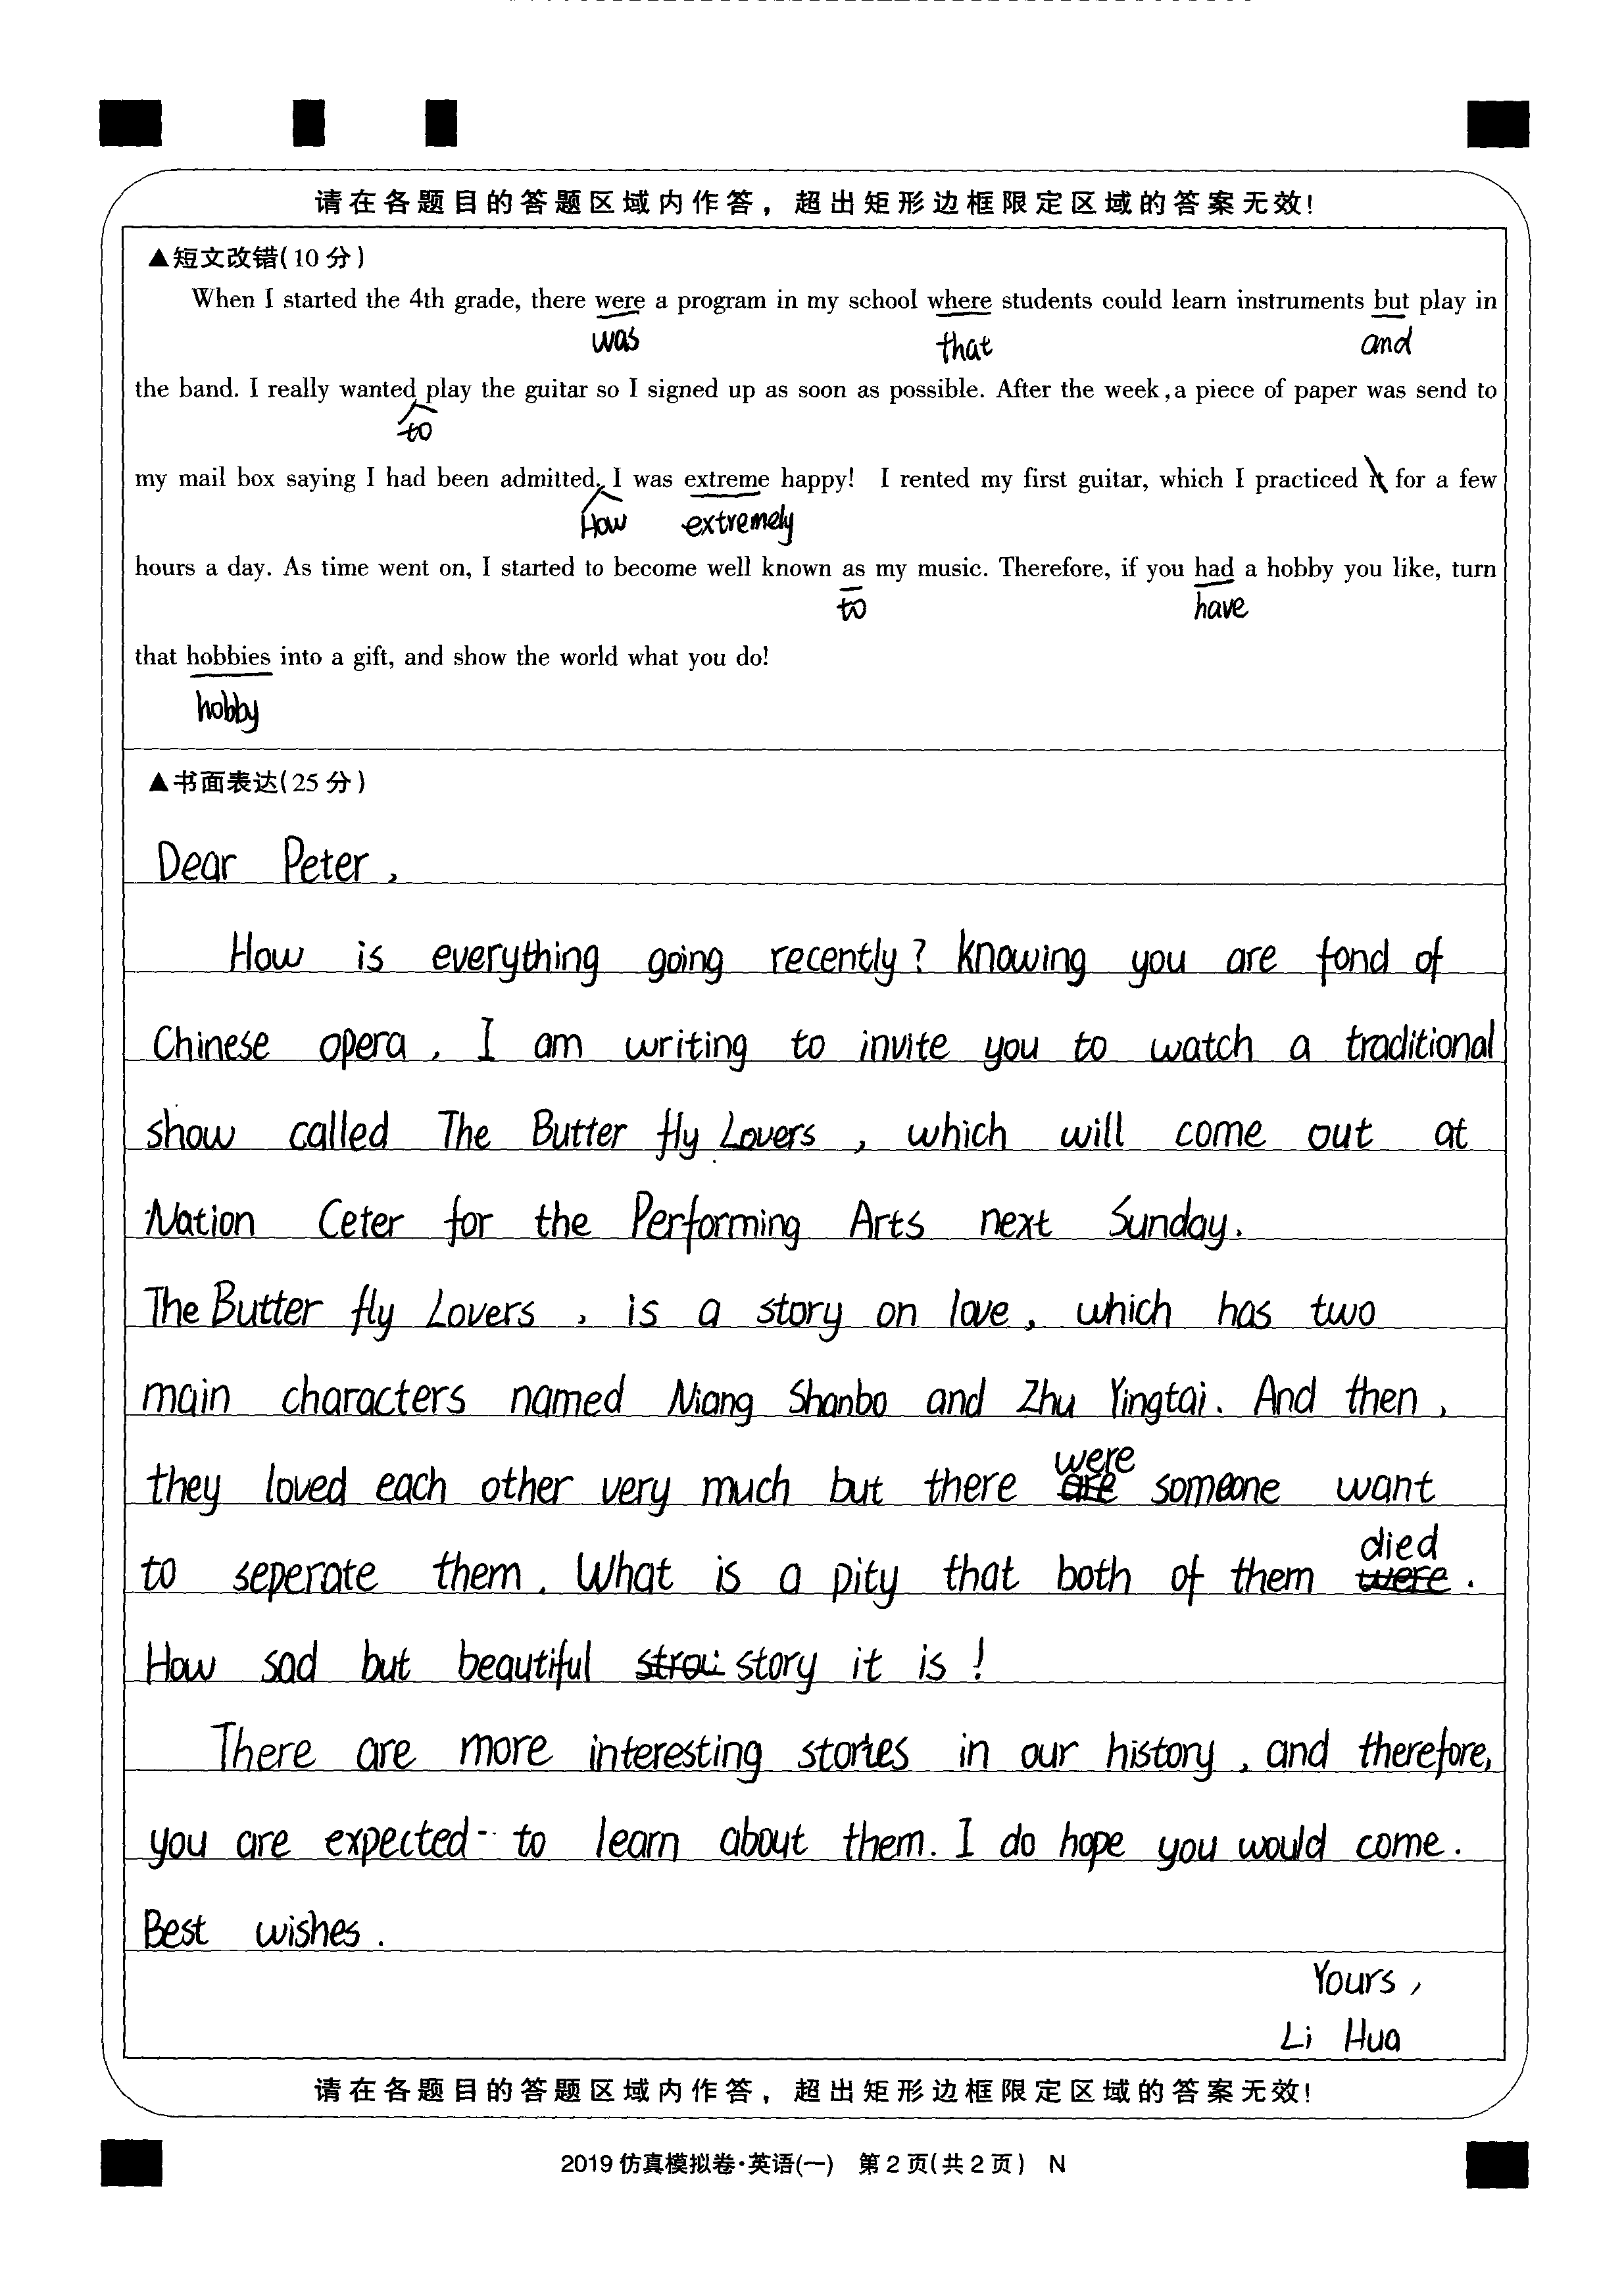 请在各题目的答题区域内作答，超出矩形边框限定区域的答案无效!
▲短文改错(10分)
When I started the 4th grade, there were a program in my school where students could learn instruments but play in
was that and
the band. I really wanted play the guitar so I signed up as soon as possible. After the week,a piece of paper was send to
to
my mail box saying I had been admitted. I was extreme happy! I rented my first guitar, which I practiced it for a few
How extremely
hours a day. As time went on, I started to become well known as my music. Therefore, if you had a hobby you like, turn
to have
that hobbies into a gift, and show the world what you do!
hobby
▲书面表达(25分)
Dear Peter,
How is everything going recently? Knowing you are fond of
Chinese opera, I am writing to invite you to watch a traditional
show called The Butter fly Lovers, which will come out at
Nation Ceter for the Performing Arts next Sunday.
The Butter fly Lovers, is a story on love, which has two
main characters named Niang Shanbo and Zhu Yingtai. And then,
were
they loved each other very much but there are someone want
died
to seperate them. What is a pity that both of them were.
How sad but beautiful story it is!
There are more interesting stories in our history, and therefore,
you are expected to learn about them. I do hope you would come.
Best wishes.
Yours,
Li Hua
请在各题目的答题区域内作答，超出矩形边框限定区域的答案无效!
2019仿真模拟卷·英语(一) 第2页(共2页) N